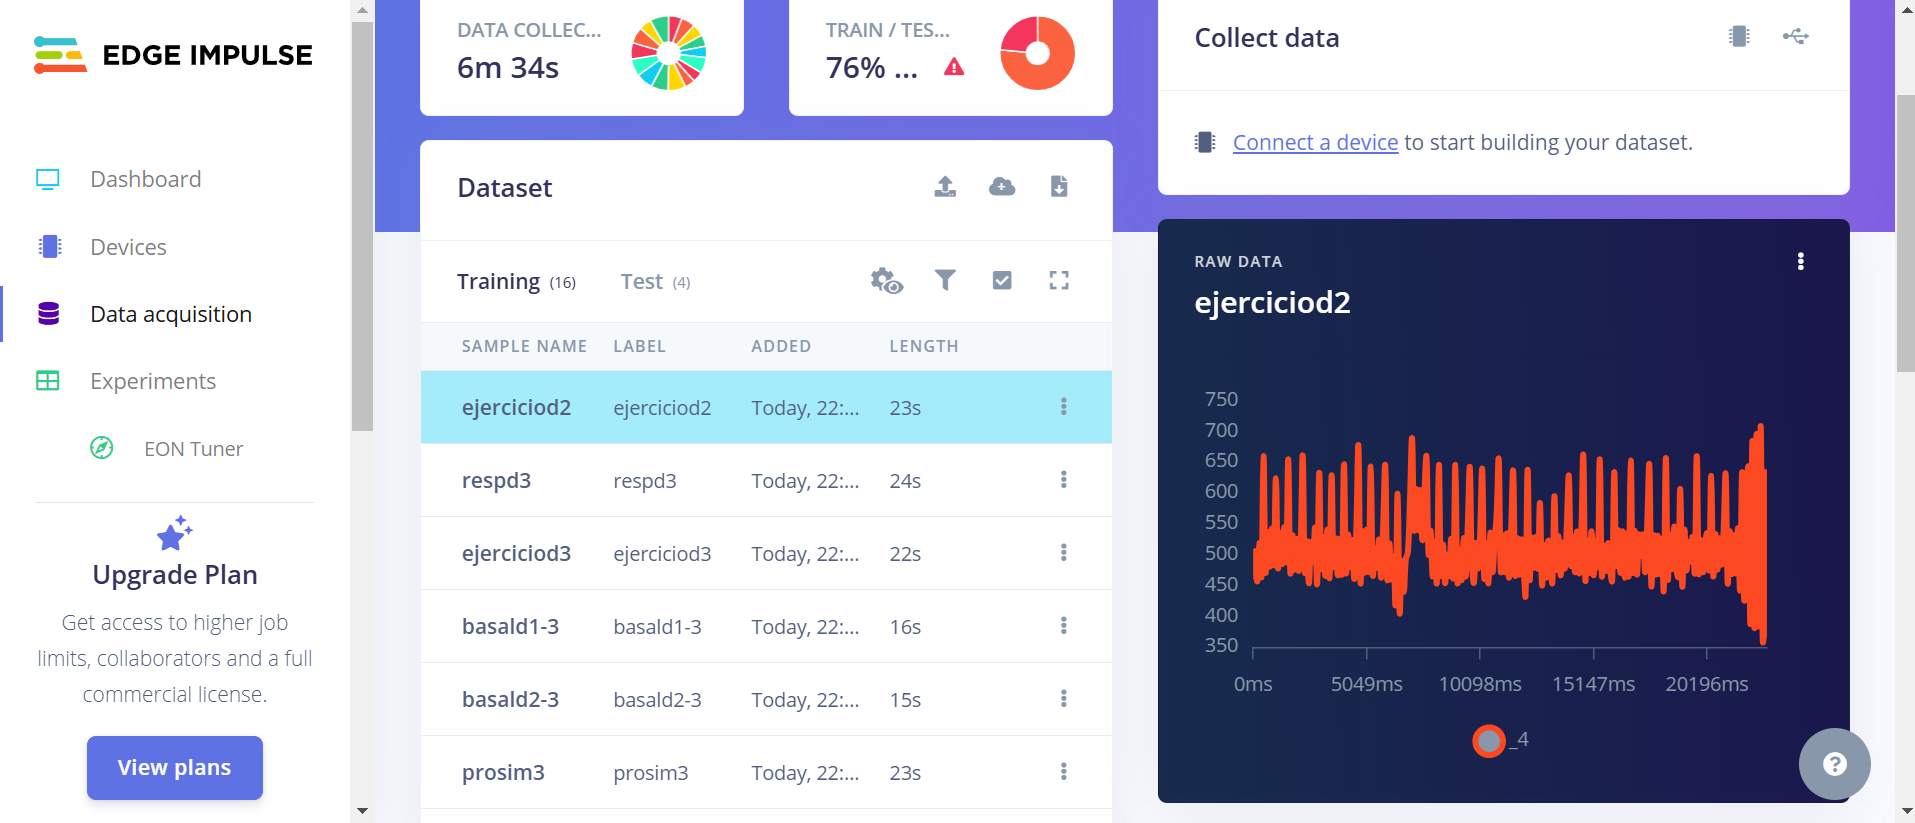 EDGE IMPULSE
Dashboard
Devices
Data acquisition
Experiments
EON Tuner
Upgrade Plan
Get access to higher job
limits, collaborators and a full
commercial license.
View plans
DATA COLLEC...
6m 34s
TRAIN / TES...
76% ...
Dataset
Training (16) Test (4)
SAMPLE NAME LABEL ADDED LENGTH
ejerciciod2 ejerciciod2 Today, 22:... 23s
respd3 respd3 Today, 22:... 24s
ejerciciod3 ejerciciod3 Today, 22:... 22s
basald1-3 basald1-3 Today, 22:... 16s
basald2-3 basald2-3 Today, 22:... 15s
prosim3 prosim3 Today, 22:... 23s
Collect data
Connect a device to start building your dataset.
RAW DATA
ejerciciod2
750
700
650
600
550
500
450
400
350
0ms 5049ms 10098ms 15147ms 20196ms
_4